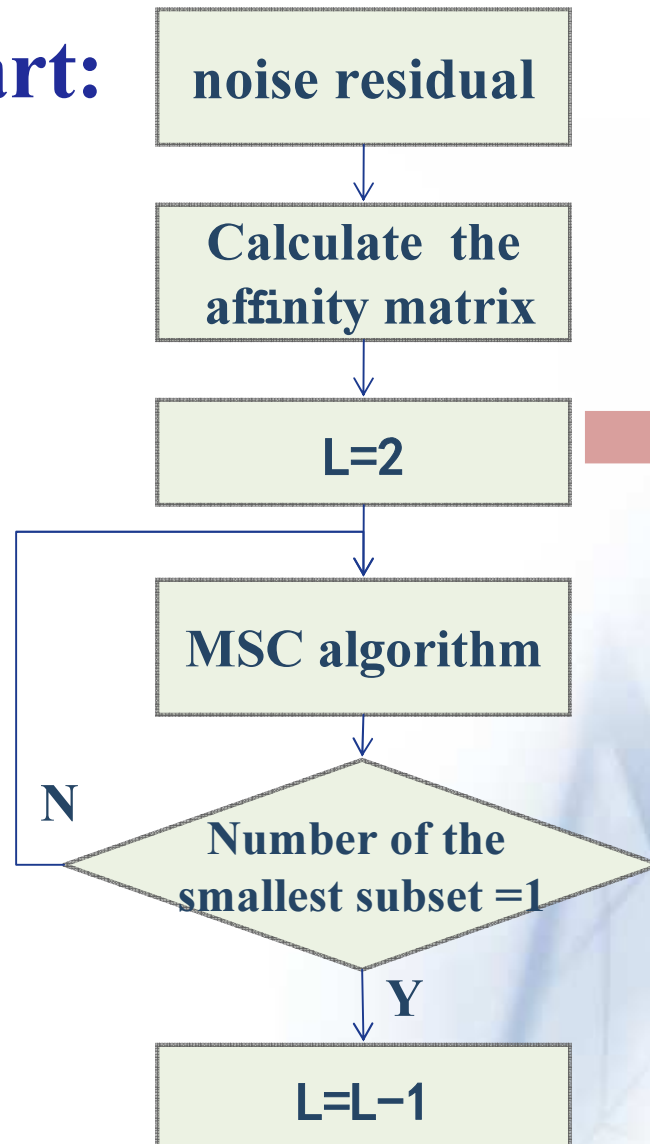 art:
noise residual
Calculate the
affinity matrix
L=2
MSC algorithm
N
Number of the
smallest subset =1
Y
L=L-1